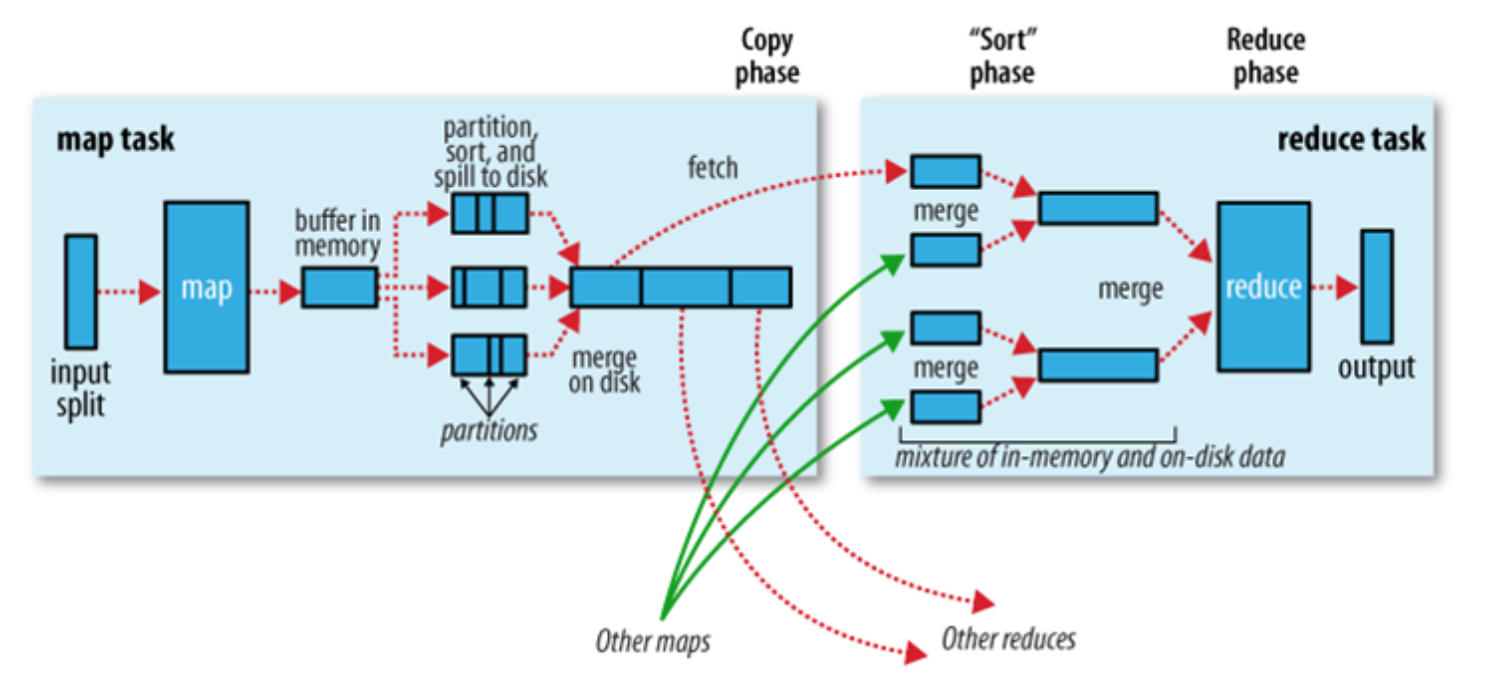 Copy
phase
“Sort”
phase
Reduce
phase
map task
partition,
sort, and
spill to disk
buffer in
memory
map
input
split
merge
on disk
partitions
fetch
reduce task
merge
merge
merge
reduce
output
mixture of in-memory and on-disk data
Other maps
Other reduces